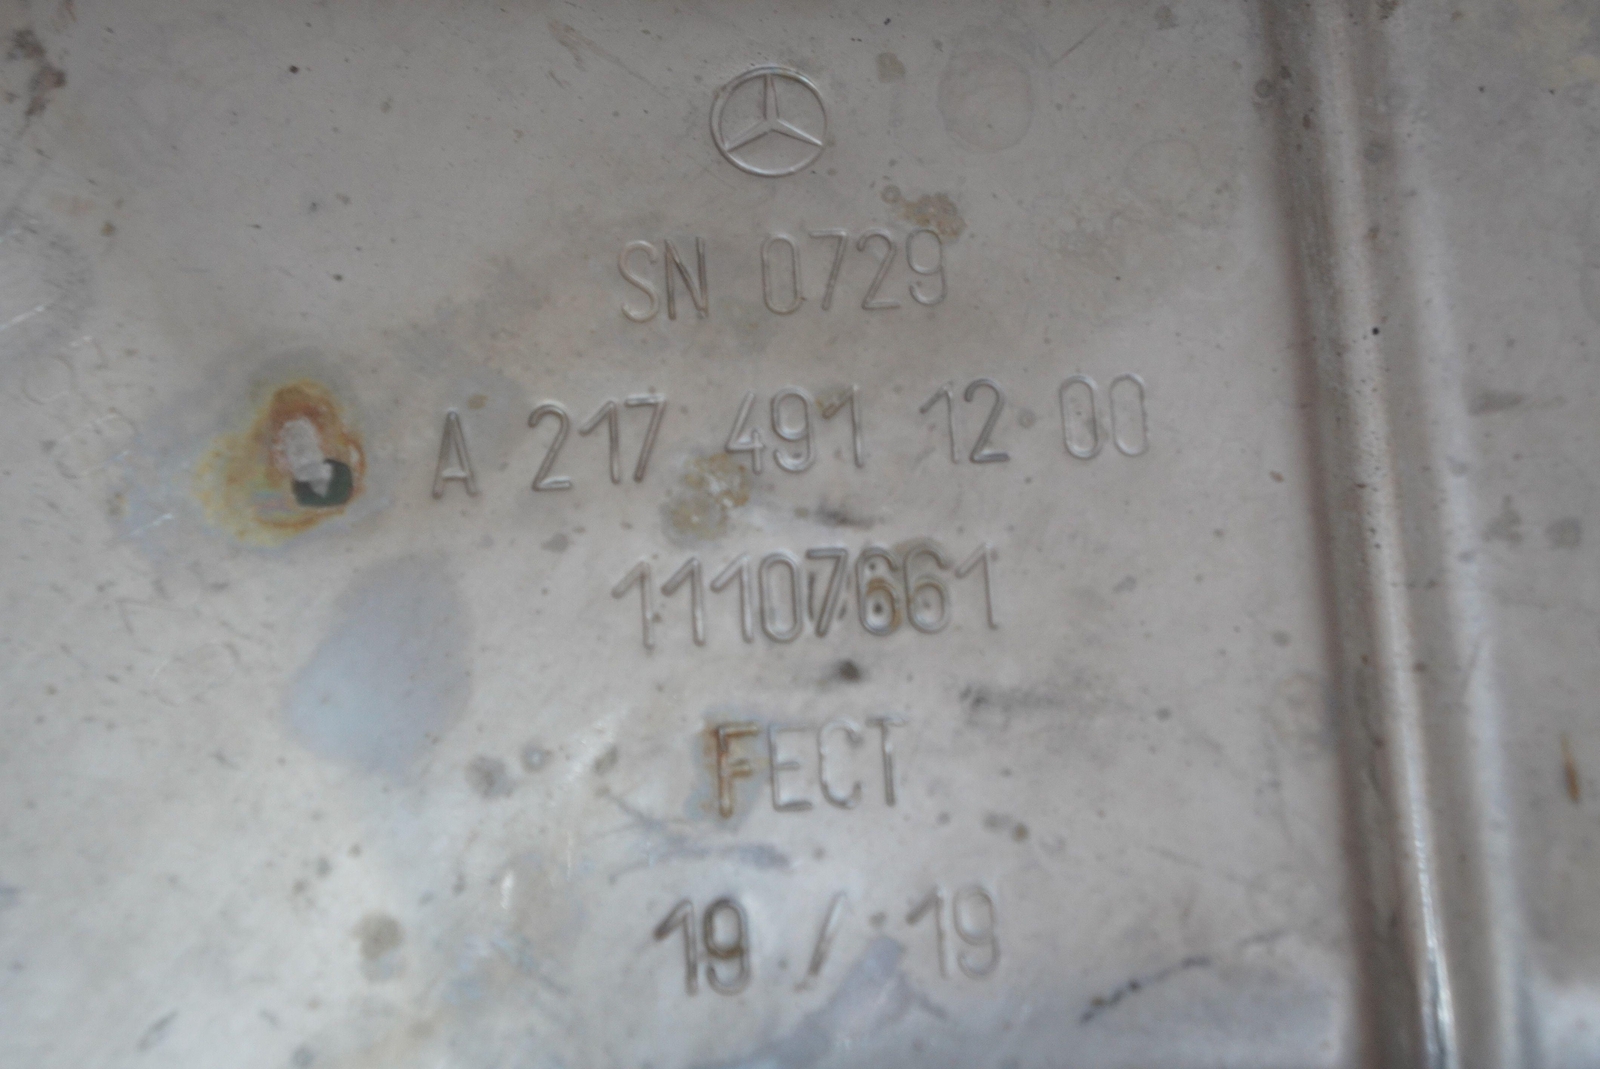 SN 0729
A 217 491 12 00
11107661
FECT
19 / 19